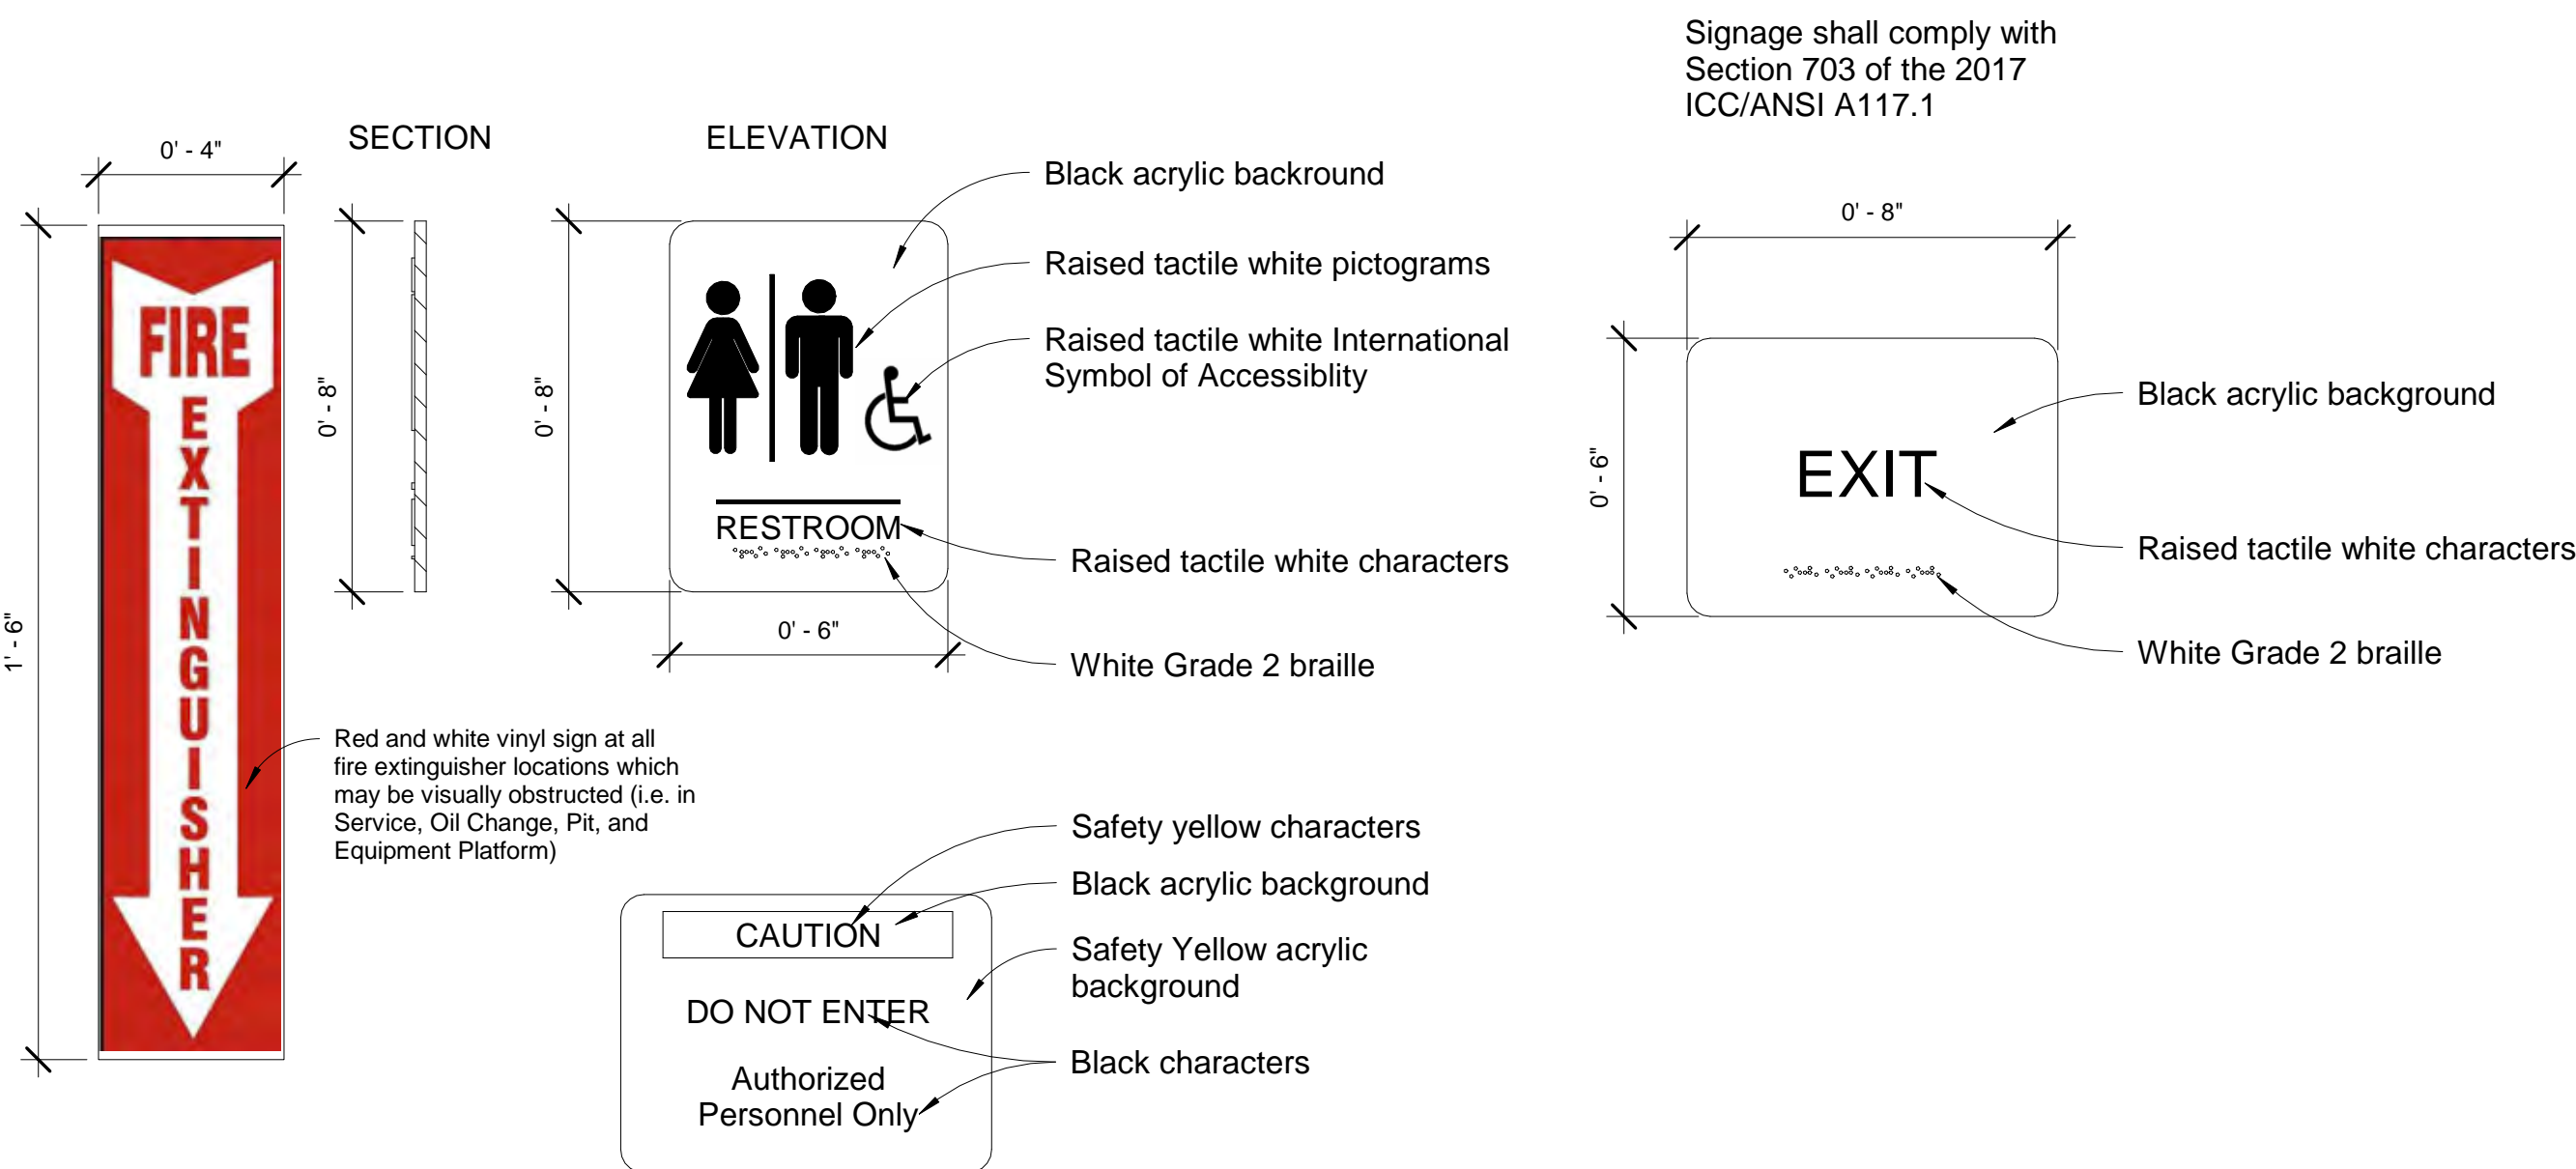 Signage shall comply with
Section 703 of the 2017
ICC/ANSI A117.1
0' - 4"
1' - 6"
FIRE
EXTINGUISHER
Red and white vinyl sign at all
fire extinguisher locations which
may be visually obstructed (i.e. in
Service, Oil Change, Pit, and
Equipment Platform)
SECTION
0' - 8"
ELEVATION
0' - 8"
RESTROOM
0' - 6"
Black acrylic backround
Raised tactile white pictograms
Raised tactile white International
Symbol of Accessiblity
Raised tactile white characters
White Grade 2 braille
0' - 8"
0' - 6"
EXIT
Black acrylic background
Raised tactile white characters
White Grade 2 braille
CAUTION
DO NOT ENTER
Authorized
Personnel Only
Safety yellow characters
Black acrylic background
Safety Yellow acrylic
background
Black characters